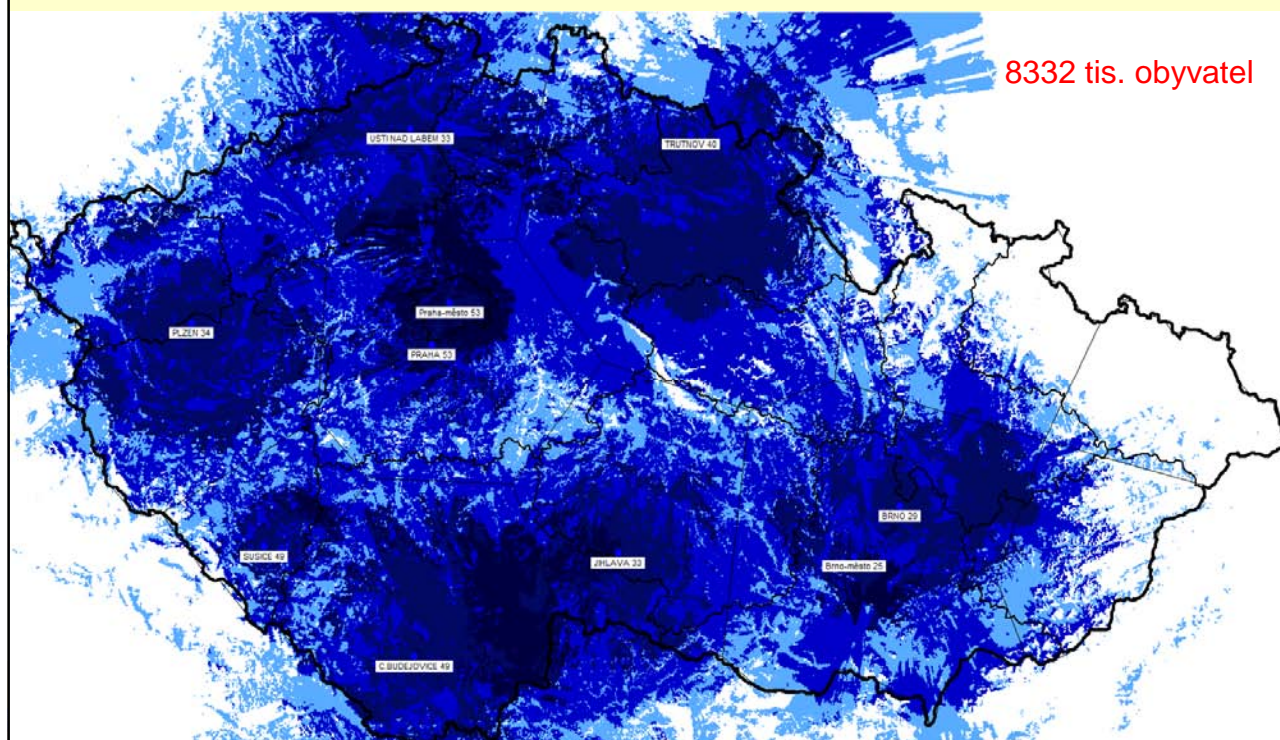 8332 tis. obyvatel
USTI NAD LABEM 33
TRUTNOV 40
Praha-město 53
PLZEN 34
PRAHA 53
BRNO 29
SUSICE 49
JIHLAVA 33
Brno-město 25
C.BUDEJOVICE 49